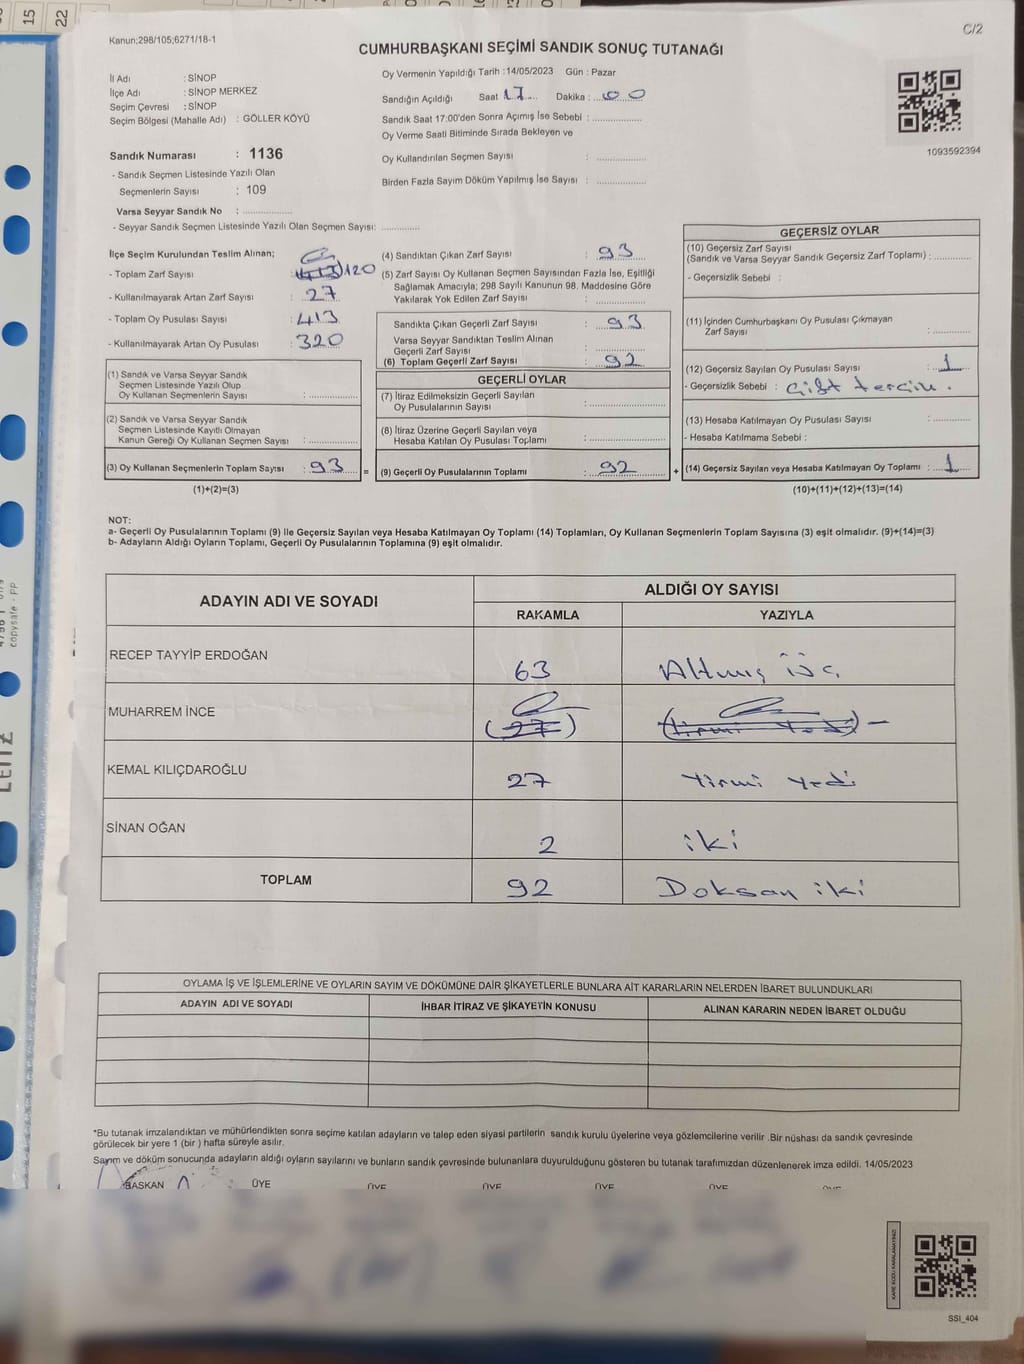 15
22
C/2
Kanun;298/105;6271/18-1
CUMHURBAŞKANI SEÇİMİ SANDIK SONUÇ TUTANAĞI
İl Adı : SİNOP
İlçe Adı : SİNOP MERKEZ
Seçim Çevresi : SİNOP
Seçim Bölgesi (Mahalle Adı) : GÖLLER KÖYÜ
Sandık Numarası : 1136
- Sandık Seçmen Listesinde Yazılı Olan
Seçmenlerin Sayısı : 109
Varsa Seyyar Sandık No : ................
- Seyyar Sandık Seçmen Listesinde Yazılı Olan Seçmen Sayısı: ............
Oy Vermenin Yapıldığı Tarih :14/05/2023 Gün : Pazar
Sandığın Açıldığı Saat 17 Dakika : 00
Sandık Saat 17:00'den Sonra Açımış İse Sebebi : ................
Oy Verme Saati Bitiminde Sırada Bekleyen ve
Oy Kullandırılan Seçmen Sayısı : ................
Birden Fazla Sayım Döküm Yapılmış İse Sayısı : ................
1093592394
İlçe Seçim Kurulundan Teslim Alınan;
- Toplam Zarf Sayısı : (413) 120
- Kullanılmayarak Artan Zarf Sayısı : 27
- Toplam Oy Pusulası Sayısı : 413
- Kullanılmayarak Artan Oy Pusulası : 320
(1) Sandık ve Varsa Seyyar Sandık
Seçmen Listesinde Yazılı Olup
Oy Kullanan Seçmenlerin Sayısı : ................
(2) Sandık ve Varsa Seyyar Sandık
Seçmen Listesinde Kayıtlı Olmayan
Kanun Gereği Oy Kullanan Seçmen Sayısı : ................
(3) Oy Kullanan Seçmenlerin Toplam Sayısı : 93 =
(1)+(2)=(3)
(4) Sandıktan Çıkan Zarf Sayısı : 93
(5) Zarf Sayısı Oy Kullanan Seçmen Sayısından Fazla İse, Eşitliği
Sağlamak Amacıyla; 298 Sayılı Kanunun 98. Maddesine Göre
Yakılarak Yok Edilen Zarf Sayısı : ................
Sandıkta Çıkan Geçerli Zarf Sayısı : 93
Varsa Seyyar Sandıktan Teslim Alınan
Geçerli Zarf Sayısı : ................
(6) Toplam Geçerli Zarf Sayısı : 92
GEÇERLİ OYLAR
(7) İtiraz Edilmeksizin Geçerli Sayılan
Oy Pusulalarının Sayısı : ................
(8) İtiraz Üzerine Geçerli Sayılan veya
Hesaba Katılan Oy Pusulası Toplamı : ................
(9) Geçerli Oy Pusulalarının Toplamı : 92 +
GEÇERSİZ OYLAR
(10) Geçersiz Zarf Sayısı
(Sandık ve Varsa Seyyar Sandık Geçersiz Zarf Toplamı) : ............
- Geçersizlik Sebebi :
(11) İçinden Cumhurbaşkanı Oy Pusulası Çıkmayan
Zarf Sayısı : ............
(12) Geçersiz Sayılan Oy Pusulası Sayısı : 1
- Geçersizlik Sebebi : Çift tercih.
(13) Hesaba Katılmayan Oy Pusulası Sayısı : ............
- Hesaba Katılmama Sebebi :
(14) Geçersiz Sayılan veya Hesaba Katılmayan Oy Toplamı : 1
(10)+(11)+(12)+(13)=(14)
NOT:
a- Geçerli Oy Pusulalarının Toplamı (9) ile Geçersiz Sayılan veya Hesaba Katılmayan Oy Toplamı (14) Toplamları, Oy Kullanan Seçmenlerin Toplam Sayısına (3) eşit olmalıdır. (9)+(14)=(3)
b- Adayların Aldığı Oyların Toplamı, Geçerli Oy Pusulalarının Toplamına (9) eşit olmalıdır.
ADAYIN ADI VE SOYADI
ALDIĞI OY SAYISI
RAKAMLA YAZIYLA
RECEP TAYYİP ERDOĞAN 63 Altmış üç
MUHARREM İNCE (27) (Yirmi Yedi) –
KEMAL KILIÇDAROĞLU 27 Yirmi Yedi
SİNAN OĞAN 2 iki
TOPLAM 92 Doksan iki
OYLAMA İŞ VE İŞLEMLERİNE VE OYLARIN SAYIM VE DÖKÜMÜNE DAİR ŞİKAYETLERLE BUNLARA AİT KARARLARIN NELERDEN İBARET BULUNDUKLARI
ADAYIN ADI VE SOYADI İHBAR İTİRAZ VE ŞİKAYETİN KONUSU ALINAN KARARIN NEDEN İBARET OLDUĞU
*Bu tutanak imzalandıktan ve mühürlendikten sonra seçime katılan adayların ve talep eden siyasi partilerin sandık kurulu üyelerine veya gözlemcilerine verilir .Bir nüshası da sandık çevresinde
görülecek bir yere 1 (bir ) hafta süreyle asılır.
Sayım ve döküm sonucunda adayların aldığı oyların sayılarını ve bunların sandık çevresinde bulunanlara duyurulduğunu gösteren bu tutanak tarafımızdan düzenlenerek imza edildi. 14/05/2023
BAŞKAN ÜYE ÜYE ÜYE ÜYE ÜYE
KARE KODU KARALAMAYINIZ
SSI_404
LEITZ
copysafe - PP